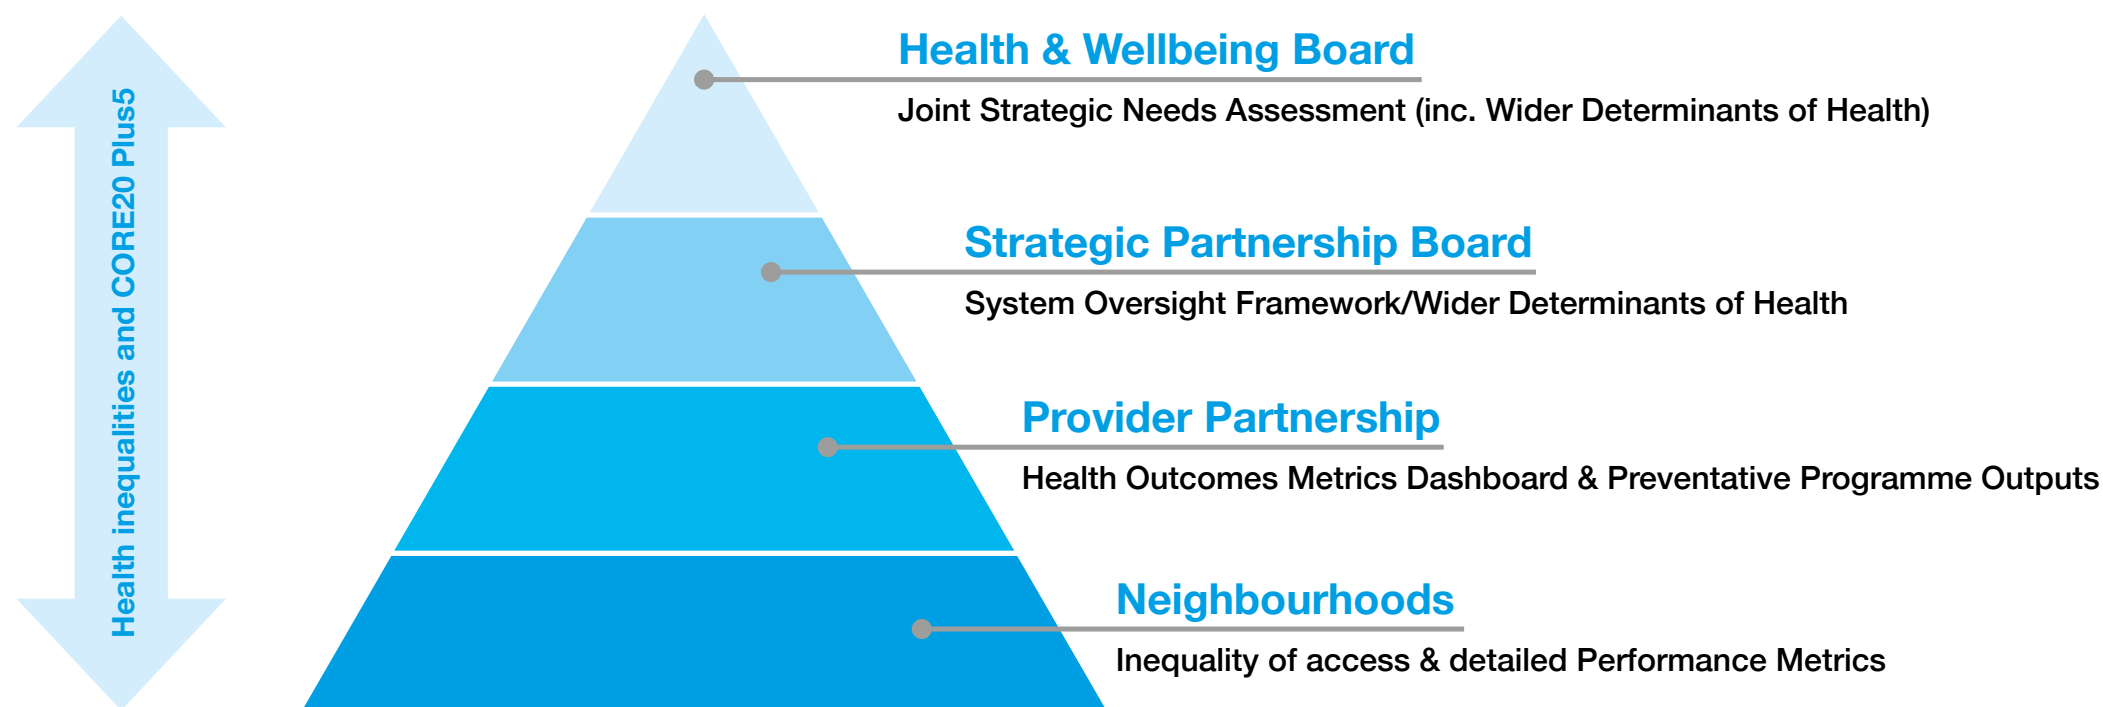 Health inequalities and CORE20 Plus5
Health & Wellbeing Board
Joint Strategic Needs Assessment (inc. Wider Determinants of Health)
Strategic Partnership Board
System Oversight Framework/Wider Determinants of Health
Provider Partnership
Health Outcomes Metrics Dashboard & Preventative Programme Outputs
Neighbourhoods
Inequality of access & detailed Performance Metrics